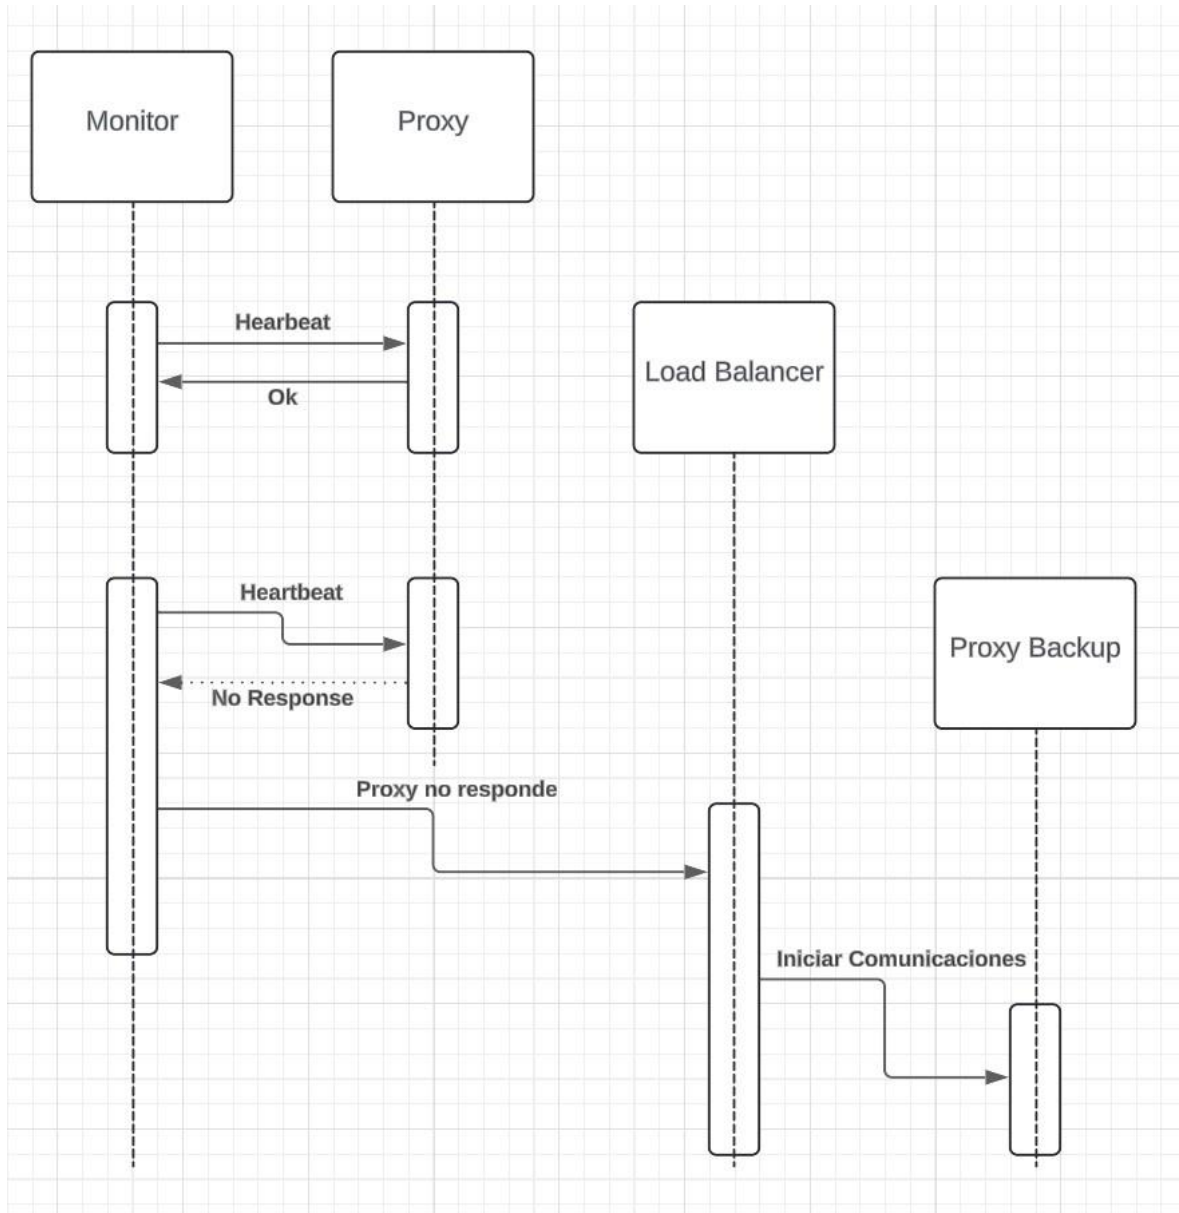 Monitor
Proxy
Hearbeat
Ok
Load Balancer
Heartbeat
No Response
Proxy Backup
Proxy no responde
Iniciar Comunicaciones